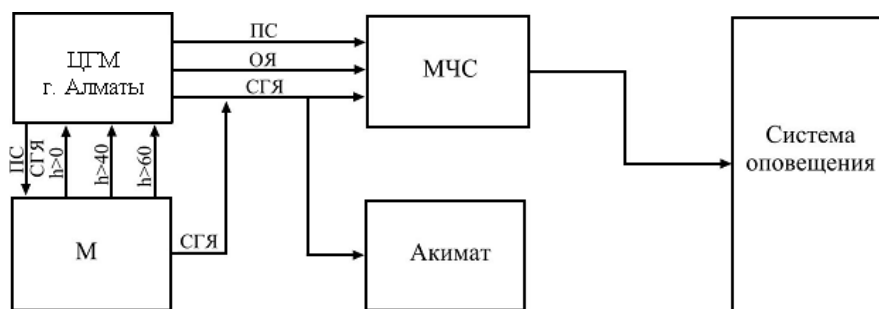 ЦГМ
г. Алматы
ПС
ОЯ
СГЯ
МЧС
Система
оповещения
ПС
СГЯ
h>0
h>40
h>60
М
СГЯ
Акимат